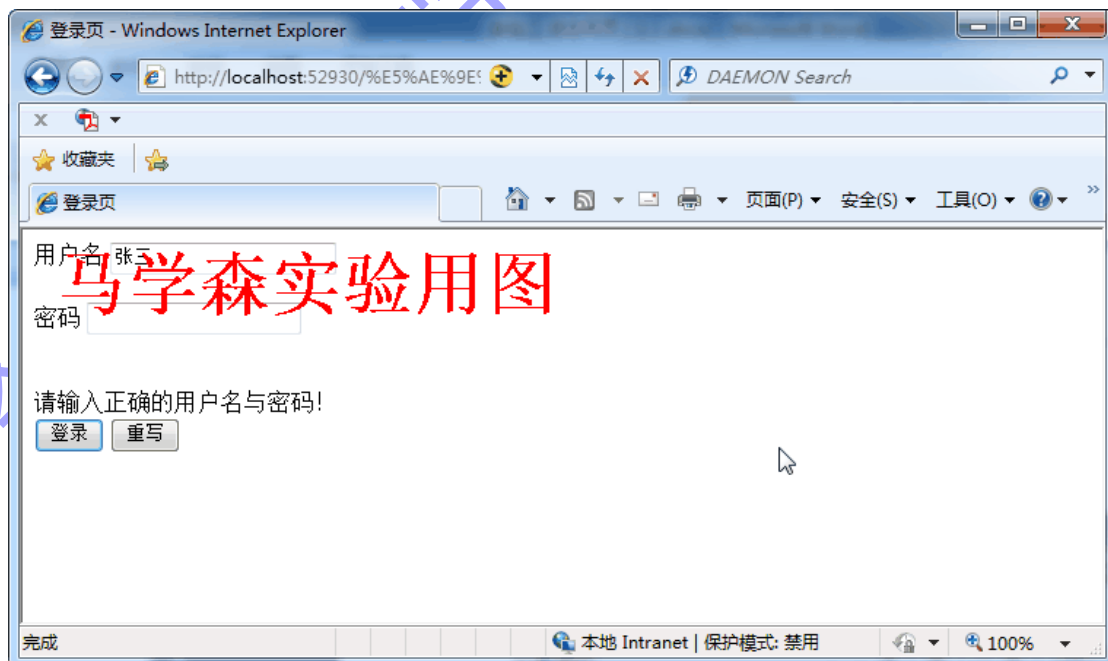 登录页 - Windows Internet Explorer
http://localhost:52930/%E5%AE%9E%
DAEMON Search
收藏夹
登录页
页面(P) 安全(S) 工具(O)
用户名 张三
马学森实验用图
密码
请输入正确的用户名与密码!
登录 重写
完成 本地 Intranet | 保护模式: 禁用 100%